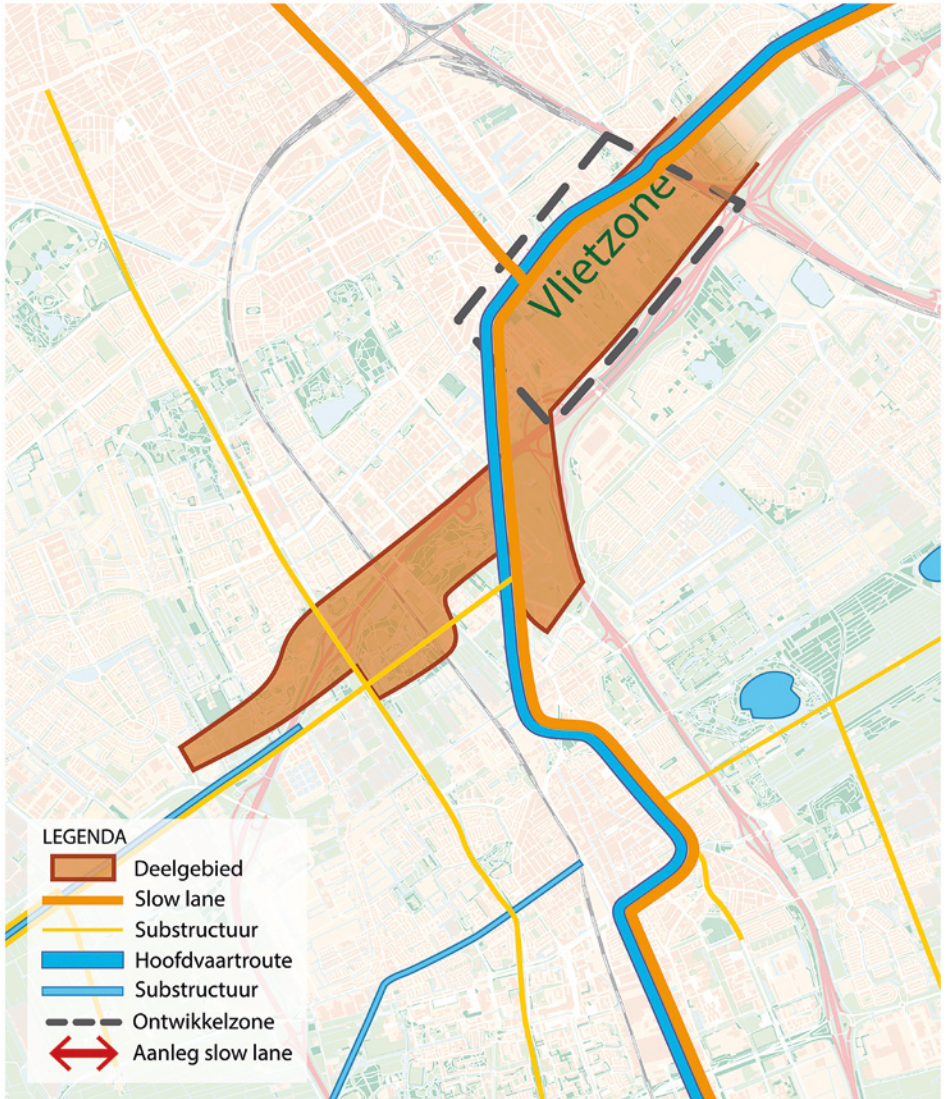 Vlietzone
LEGENDA
Deelgebied
Slow lane
Substructuur
Hoofdvaartroute
Substructuur
Ontwikkelzone
Aanleg slow lane